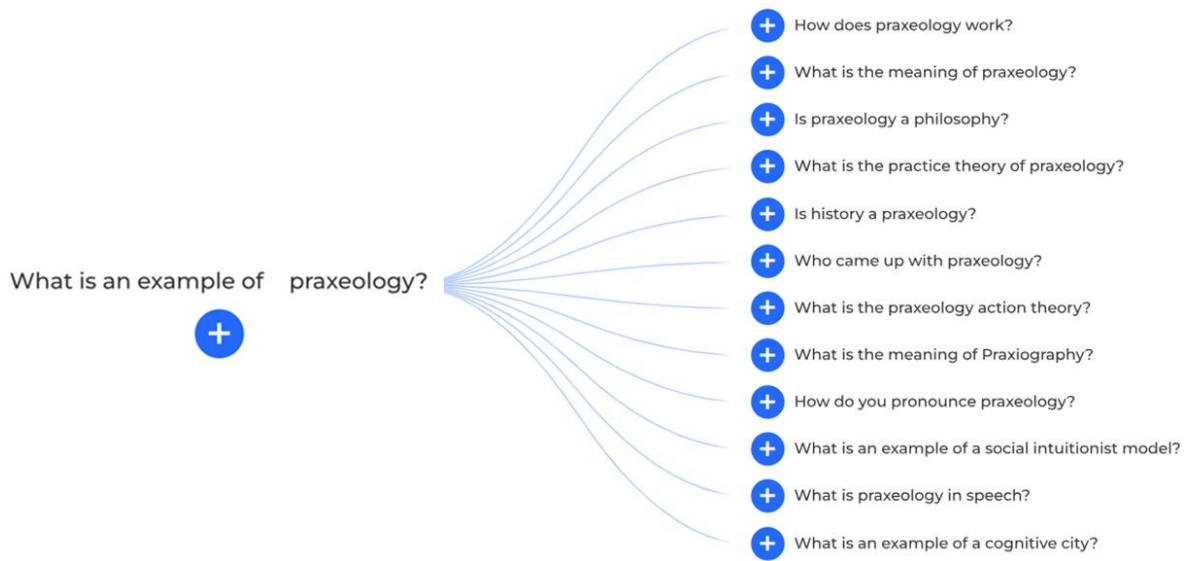 How does praxeology work?
What is the meaning of praxeology?
Is praxeology a philosophy?
What is the practice theory of praxeology?
Is history a praxeology?
Who came up with praxeology?
What is an example of praxeology?
What is the praxeology action theory?
What is the meaning of Praxiography?
How do you pronounce praxeology?
What is an example of a social intuitionist model?
What is praxeology in speech?
What is an example of a cognitive city?